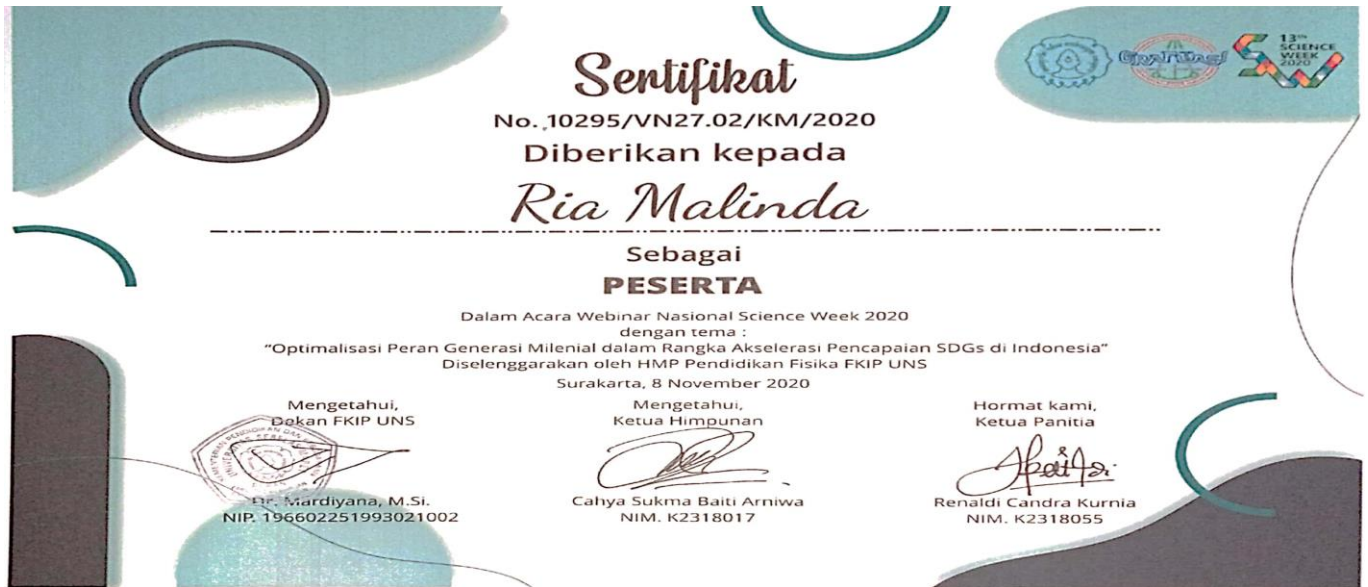 13TH
SCIENCE
WEEK
2020
Sertifikat
No. 10295/VN27.02/KM/2020
Diberikan kepada
Ria Malinda
Sebagai
PESERTA
Dalam Acara Webinar Nasional Science Week 2020
dengan tema :
"Optimalisasi Peran Generasi Milenial dalam Rangka Akselerasi Pencapaian SDGs di Indonesia"
Diselenggarakan oleh HMP Pendidikan Fisika FKIP UNS
Surakarta, 8 November 2020
Mengetahui,
Dekan FKIP UNS
Dr. Mardiyana, M.Si.
NIP. 196602251993021002
Mengetahui,
Ketua Himpunan
Cahya Sukma Baiti Arniwa
NIM. K2318017
Hormat kami,
Ketua Panitia
Renaldi Candra Kurnia
NIM. K2318055